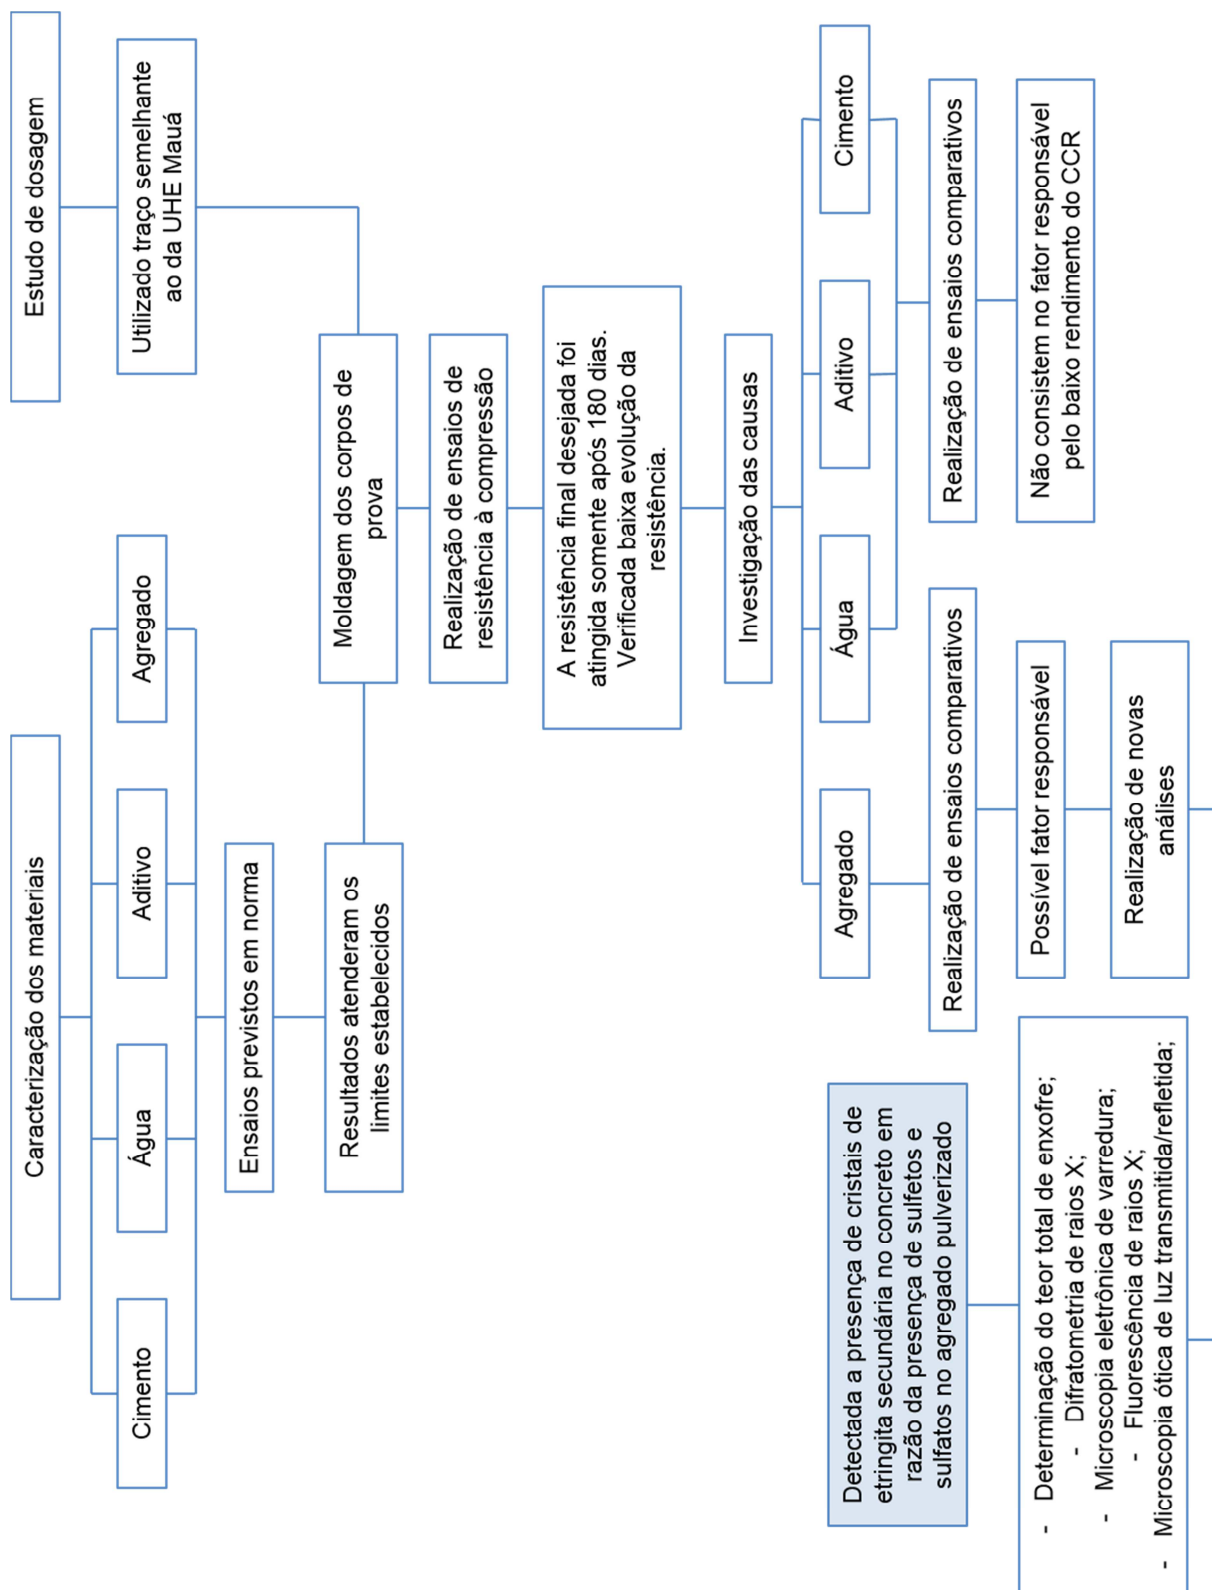 Caracterização dos materiais
Estudo de dosagem
Cimento
Água
Aditivo
Agregado
Utilizado traço semelhante
ao da UHE Mauá
Ensaios previstos em norma
Resultados atenderam os
limites estabelecidos
Moldagem dos corpos de
prova
Realização de ensaios de
resistência à compressão
A resistência final desejada foi
atingida somente após 180 dias.
Verificada baixa evolução da
resistência.
Investigação das causas
Agregado
Água
Aditivo
Cimento
Realização de ensaios comparativos
Realização de ensaios comparativos
Possível fator responsável
Não consistem no fator responsável
pelo baixo rendimento do CCR
Realização de novas
análises
Detectada a presença de cristais de
etringita secundária no concreto em
razão da presença de sulfetos e
sulfatos no agregado pulverizado
- Determinação do teor total de enxofre;
- Difratometria de raios X;
- Microscopia eletrônica de varredura;
- Fluorescência de raios X;
- Microscopia ótica de luz transmitida/refletida;